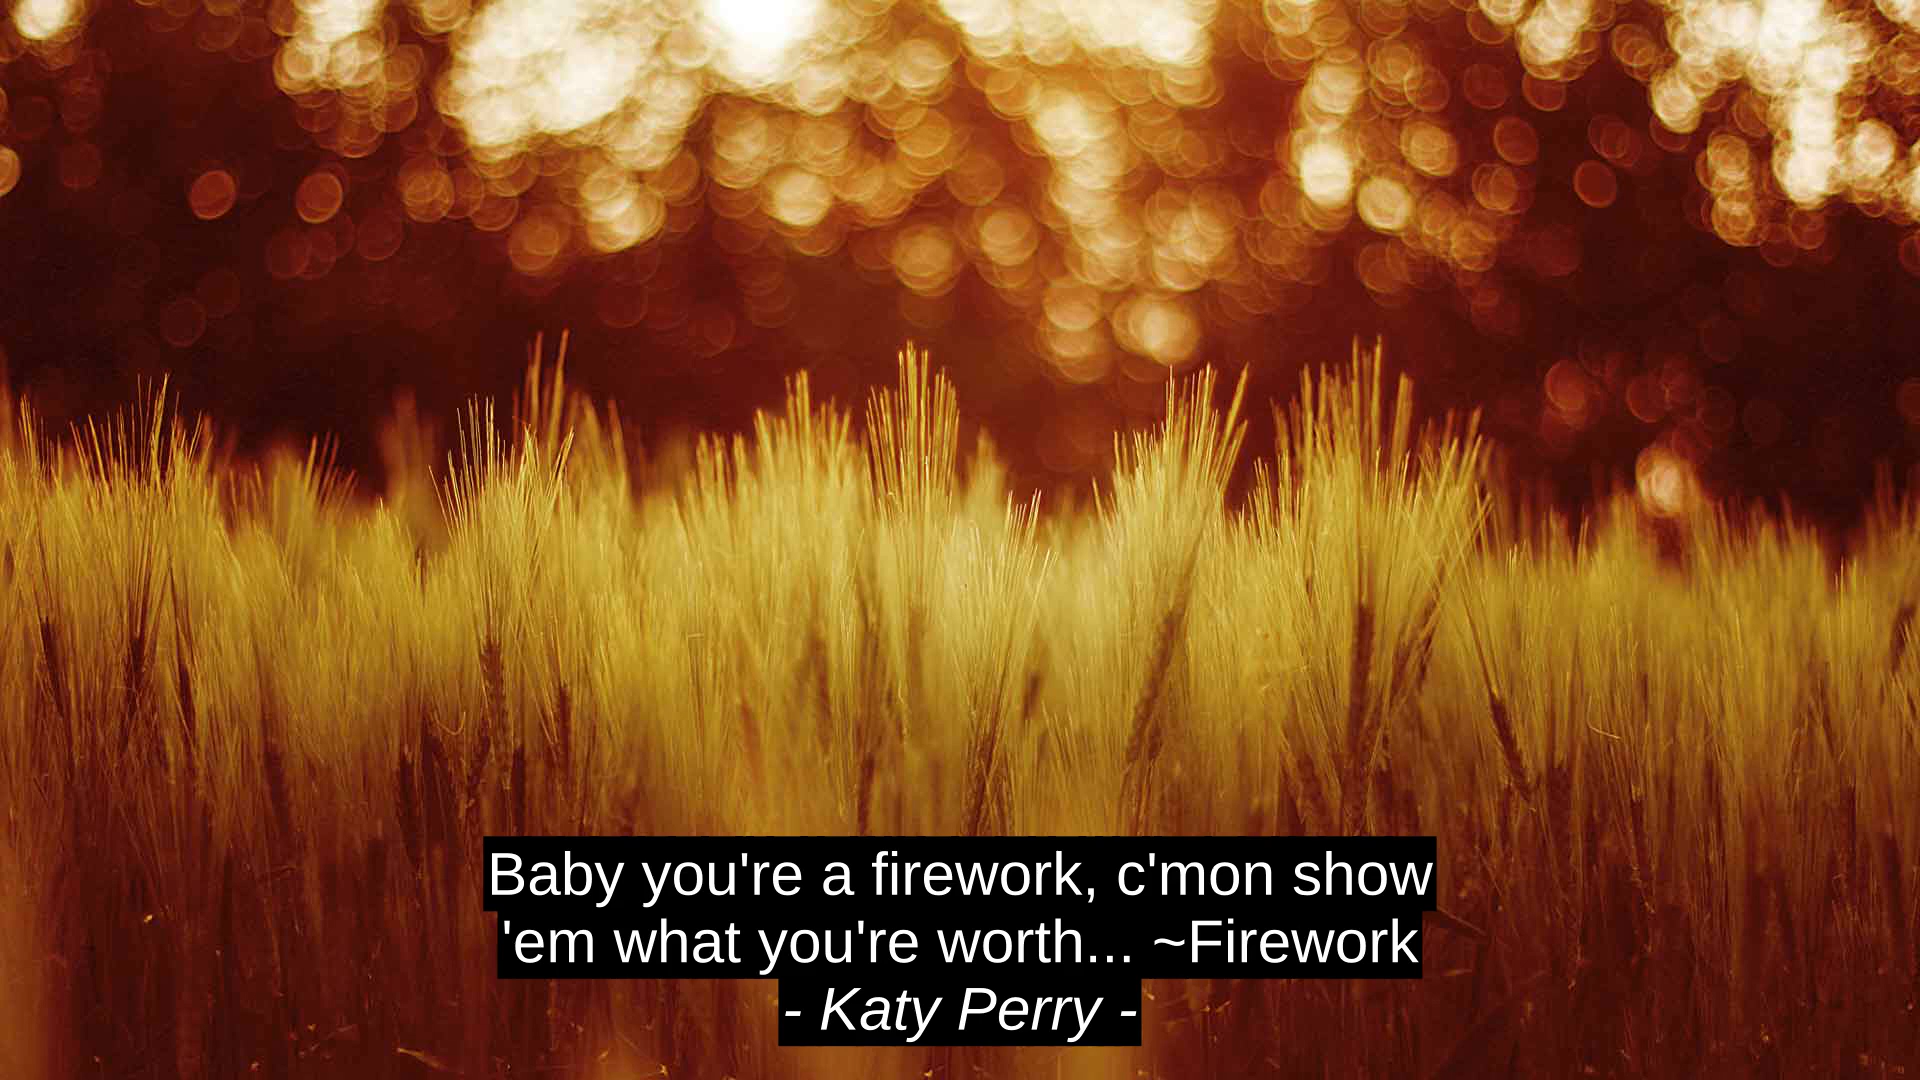 Baby you're a firework, c'mon show
'em what you're worth... ~Firework
- Katy Perry -